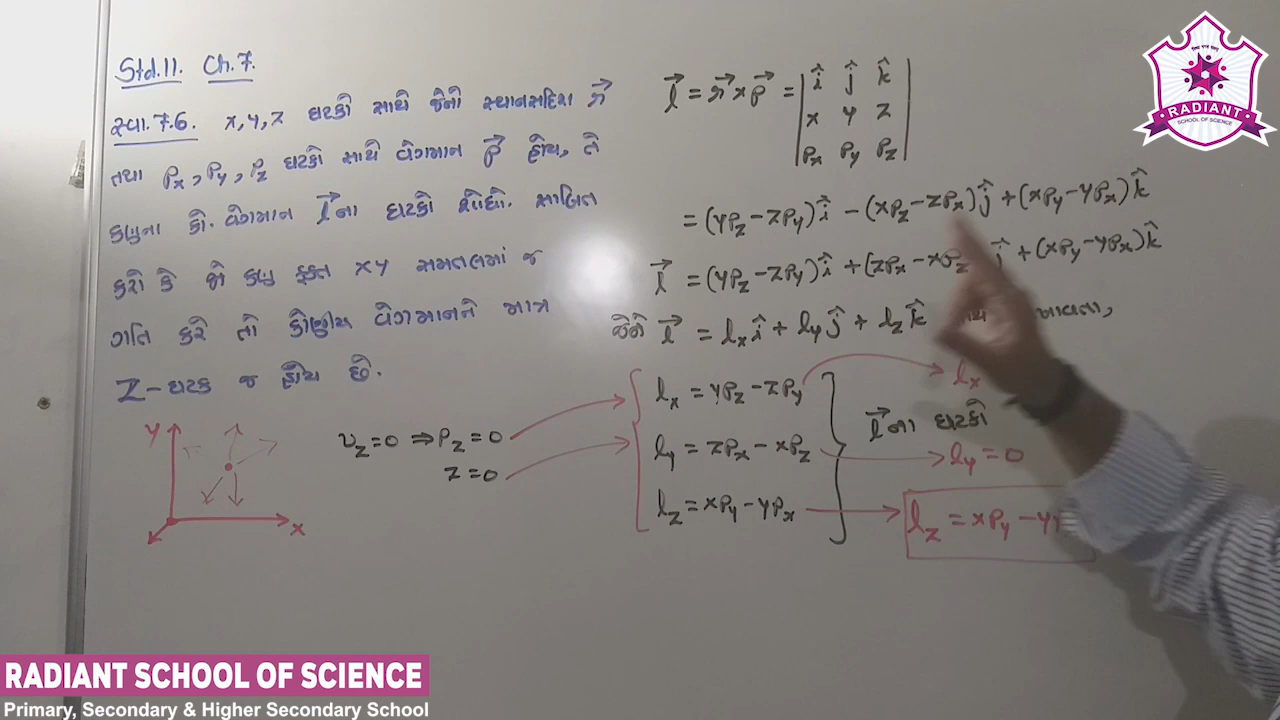 Std.11. Ch.7.
સ્વા.7.6. x,y,z ઘટકો સાથે જેનો સ્થાનસદિશ r⃗
તથા Px, Py, Pz ઘટકો સાથે વેગમાન P⃗ હોય, તે
કણના કો. વેગમાન l⃗ના ઘટકો શોધો. સાબિત
કરો કે જો કણ ફક્ત xy સમતલમાં જ
ગતિ કરે તો કોણીય વેગમાનને માત્ર
Z-ઘટક જ હોય છે.
l⃗ = r⃗ x P⃗ = | î ĵ k̂ |
| x y z |
| Px Py Pz |
= (yPz - zPy)î - (xPz - zPx)ĵ + (xPy - yPx)k̂
l⃗ = (yPz - zPy)î + (zPx - xPz)ĵ + (xPy - yPx)k̂
જેને l⃗ = lxî + lyĵ + lzk̂
lx = yPz - zPy
ly = zPx - xPz
lz = xPy - yPx
l⃗ના ઘટકો
lx
ly = 0
lz = xPy - y
Y
X
υz=0 ⇒ Pz=0
z=0
RADIANT
SCHOOL OF SCIENCE
RADIANT SCHOOL OF SCIENCE
Primary, Secondary & Higher Secondary School